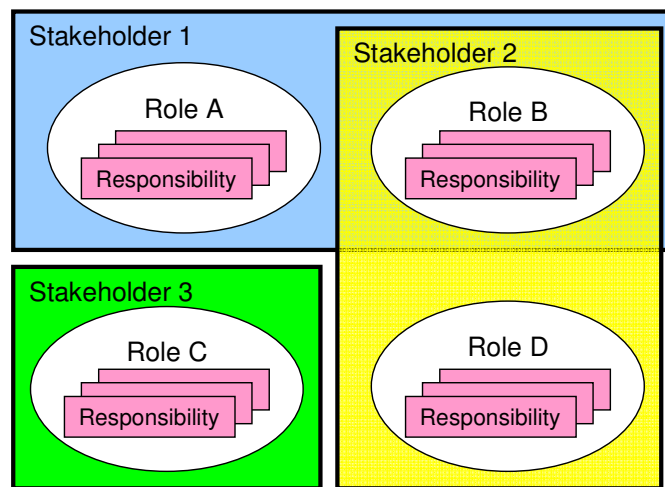 Stakeholder 1
Stakeholder 2
Role A
Responsibility
Role B
Responsibility
Stakeholder 3
Role C
Responsibility
Role D
Responsibility